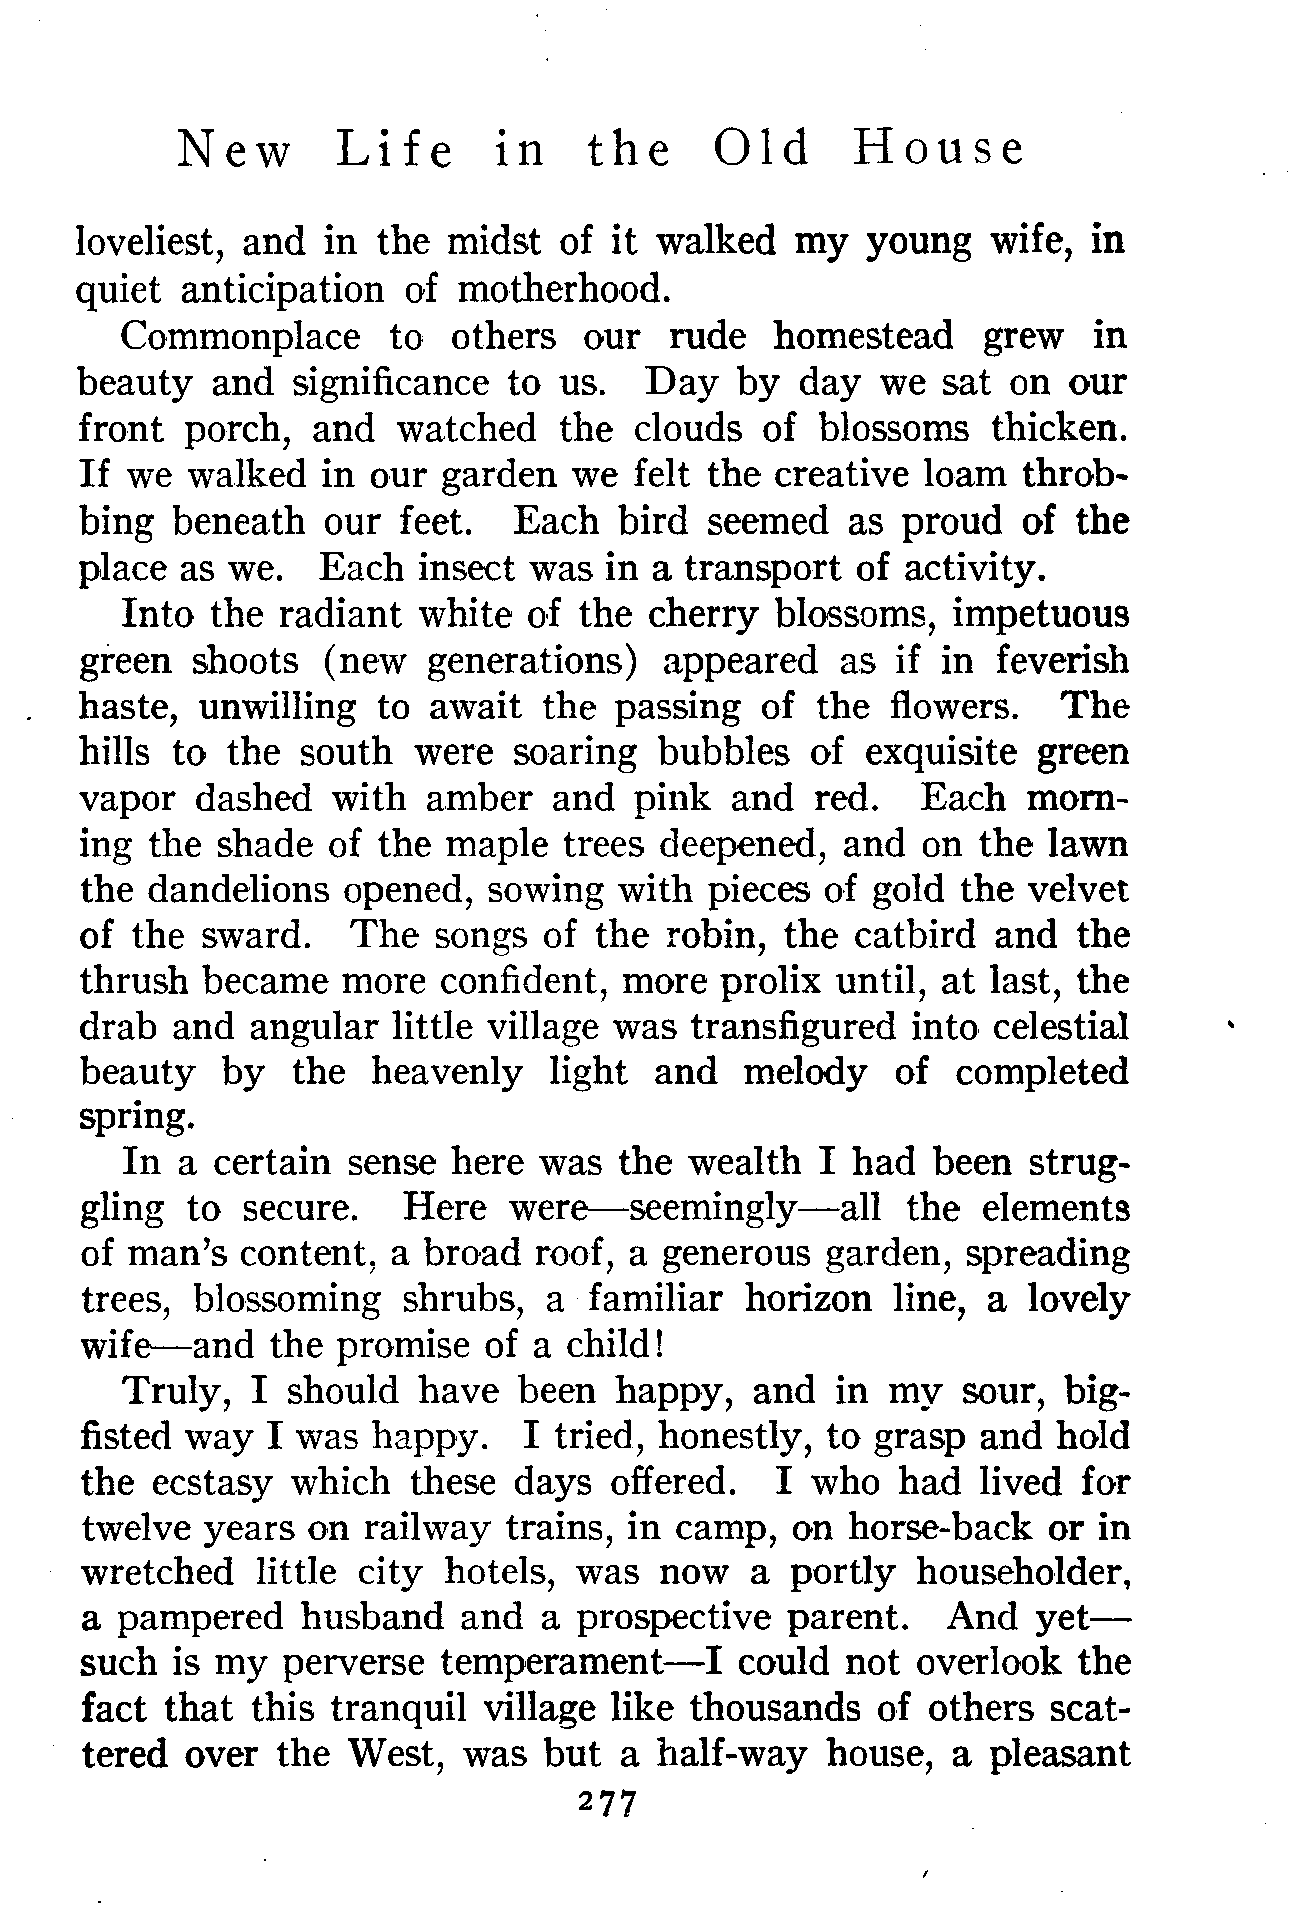 New Life in the Old House
loveliest, and in the midst of it walked my young wife, in
quiet anticipation of motherhood.
Commonplace to others our rude homestead grew in
beauty and significance to us. Day by day we sat on our
front porch, and watched the clouds of blossoms thicken.
If we walked in our garden we felt the creative loam throb-
bing beneath our feet. Each bird seemed as proud of the
place as we. Each insect was in a transport of activity.
Into the radiant white of the cherry blossoms, impetuous
green shoots (new generations) appeared as if in feverish
haste, unwilling to await the passing of the flowers. The
hills to the south were soaring bubbles of exquisite green
vapor dashed with amber and pink and red. Each morn-
ing the shade of the maple trees deepened, and on the lawn
the dandelions opened, sowing with pieces of gold the velvet
of the sward. The songs of the robin, the catbird and the
thrush became more confident, more prolix until, at last, the
drab and angular little village was transfigured into celestial
beauty by the heavenly light and melody of completed
spring.
In a certain sense here was the wealth I had been strug-
gling to secure. Here were—seemingly—all the elements
of man's content, a broad roof, a generous garden, spreading
trees, blossoming shrubs, a familiar horizon line, a lovely
wife—and the promise of a child!
Truly, I should have been happy, and in my sour, big-
fisted way I was happy. I tried, honestly, to grasp and hold
the ecstasy which these days offered. I who had lived for
twelve years on railway trains, in camp, on horse-back or in
wretched little city hotels, was now a portly householder,
a pampered husband and a prospective parent. And yet—
such is my perverse temperament—I could not overlook the
fact that this tranquil village like thousands of others scat-
tered over the West, was but a half-way house, a pleasant
277